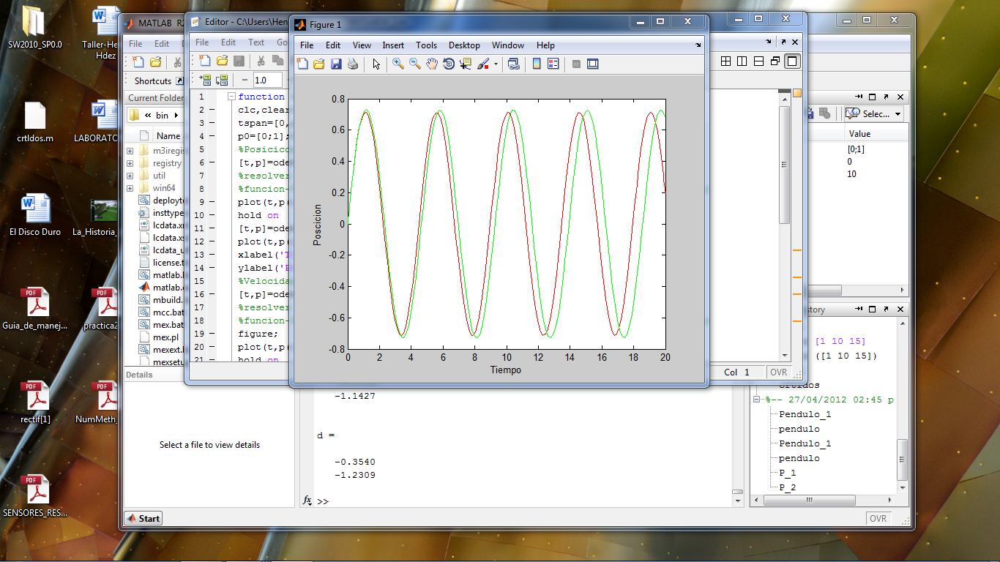 SW2010_SP0.0
Taller-He
Hdez
crtldos.m
LABORATO
El Disco Duro
La_Historia_
Guia_de_manej...
practica2
rectif[1]
NumMeth_
SENSORES_RES...
MATLAB
File Edit
Shortcuts
Current Folder
« bin
Name
m3iregis
registry
util
win64
deployto
insttype
lcdata.x
lcdata.xs
lcdata_u
license.t
matlab.
matlab.
mbuild.
mcc.bat
mex.bat
mex.pl
mexext.
mexsetu
Details
Select a file to view details
Start
Editor - C:\Users\Hen
File Edit Text Go
1.0
1 function
2 clc,clear
3 tspan=[0,
4 p0=[0;1];
5 %Posicico
6 [t,p]=ode
7 %resolver
8 %funcion-
9 plot(t,p(
10 hold on
11 [t,p]=ode
12 plot(t,p(
13 xlabel('T
14 ylabel('P
15 %Velocida
16 [t,p]=ode
17 %resolver
18 %funcion-
19 figure;
20 plot(t,p(
21 hold on
Col 1
OVR
Figure 1
File Edit View Insert Tools Desktop Window Help
0.8
0.6
0.4
0.2
0
-0.2
-0.4
-0.6
-0.8
Poscicion
0 2 4 6 8 10 12 14 16 18 20
Tiempo
-1.1427
d =
-0.3540
-1.2309
fx >>
Selec...
Value
[0;1]
0
10
story
[1 10 15]
([1 10 15])
crtldos
%-- 27/04/2012 02:45 p
Pendulo_1
pendulo
Pendulo_1
pendulo
P_1
P_2
OVR